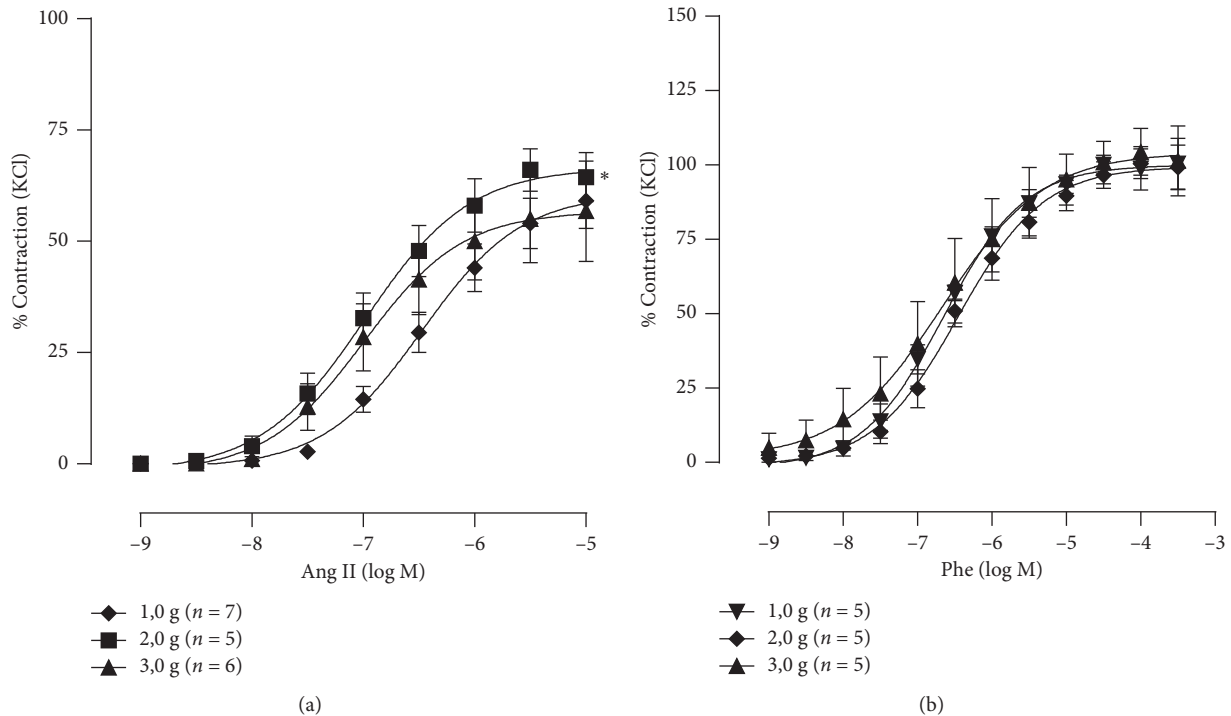 100
75
50
25
0
% Contraction (KCl)
*
–9 –8 –7 –6 –5
Ang II (log M)
1,0 g (n = 7)
2,0 g (n = 5)
3,0 g (n = 6)
(a)
150
125
100
75
50
25
0
% Contraction (KCl)
–9 –8 –7 –6 –5 –4 –3
Phe (log M)
1,0 g (n = 5)
2,0 g (n = 5)
3,0 g (n = 5)
(b)